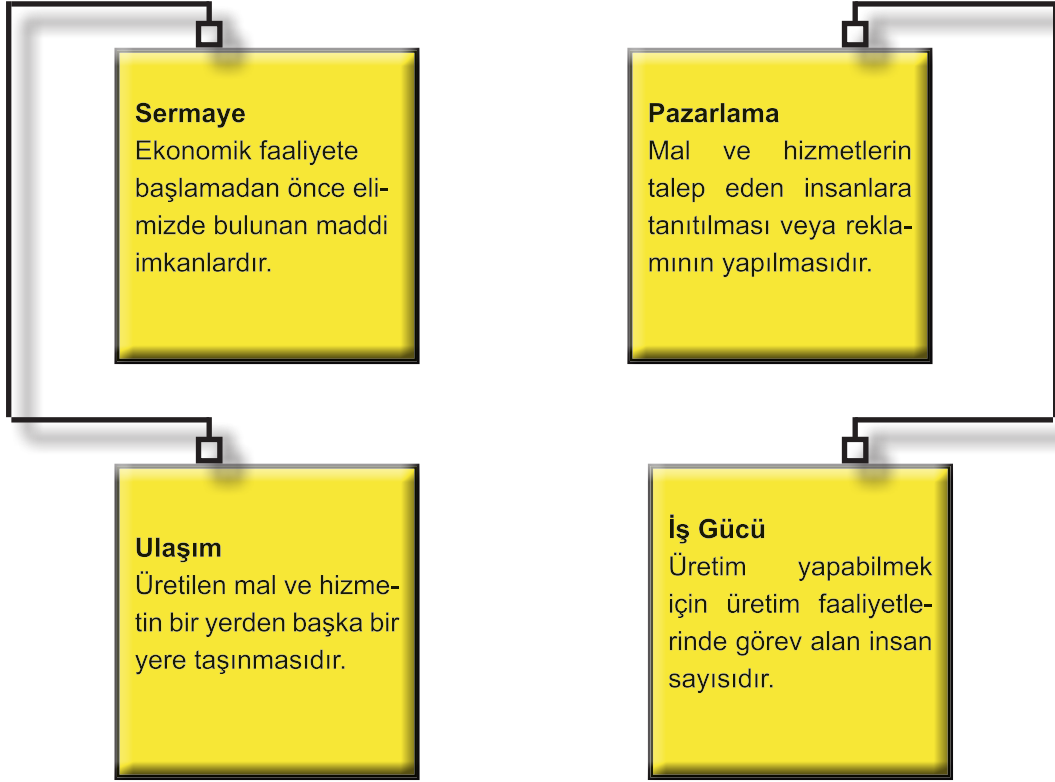 Sermaye
Ekonomik faaliyete
başlamadan önce eli-
mizde bulunan maddi
imkanlardır.
Pazarlama
Mal ve hizmetlerin
talep eden insanlara
tanıtılması veya rekla-
mının yapılmasıdır.
Ulaşım
Üretilen mal ve hizme-
tin bir yerden başka bir
yere taşınmasıdır.
İş Gücü
Üretim yapabilmek
için üretim faaliyetle-
rinde görev alan insan
sayısıdır.